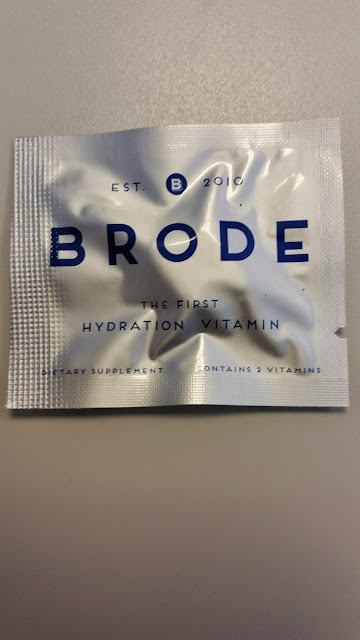 EST. B 2010
BRODE
THE FIRST
HYDRATION VITAMIN
DIETARY SUPPLEMENT CONTAINS 2 VITAMINS